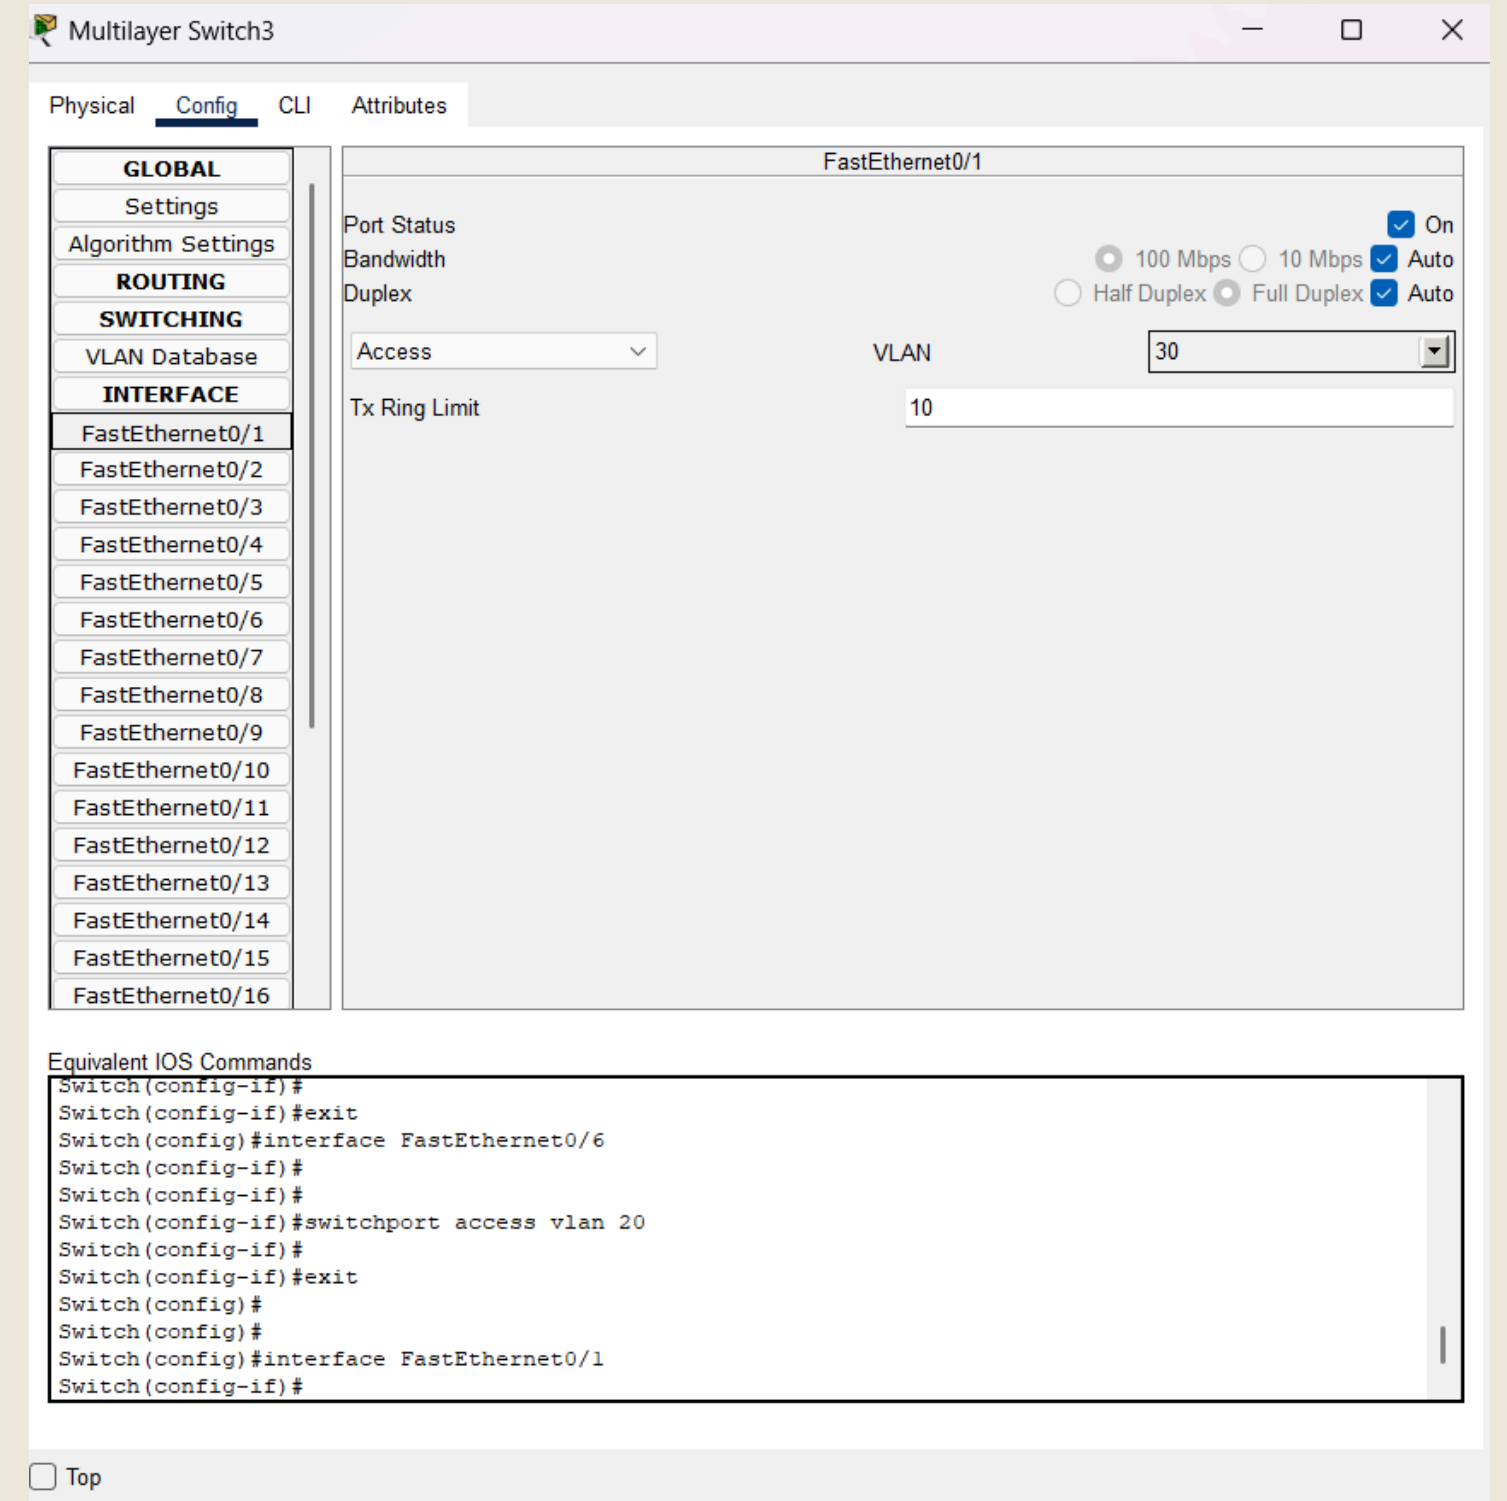 Multilayer Switch3
Physical Config CLI Attributes
GLOBAL
Settings
Algorithm Settings
ROUTING
SWITCHING
VLAN Database
INTERFACE
FastEthernet0/1
FastEthernet0/2
FastEthernet0/3
FastEthernet0/4
FastEthernet0/5
FastEthernet0/6
FastEthernet0/7
FastEthernet0/8
FastEthernet0/9
FastEthernet0/10
FastEthernet0/11
FastEthernet0/12
FastEthernet0/13
FastEthernet0/14
FastEthernet0/15
FastEthernet0/16
FastEthernet0/1
Port Status On
Bandwidth 100 Mbps 10 Mbps Auto
Duplex Half Duplex Full Duplex Auto
Access VLAN 30
Tx Ring Limit 10
Equivalent IOS Commands
Switch(config-if)#
Switch(config-if)#exit
Switch(config)#interface FastEthernet0/6
Switch(config-if)#
Switch(config-if)#
Switch(config-if)#switchport access vlan 20
Switch(config-if)#
Switch(config-if)#exit
Switch(config)#
Switch(config)#
Switch(config)#interface FastEthernet0/1
Switch(config-if)#
Top